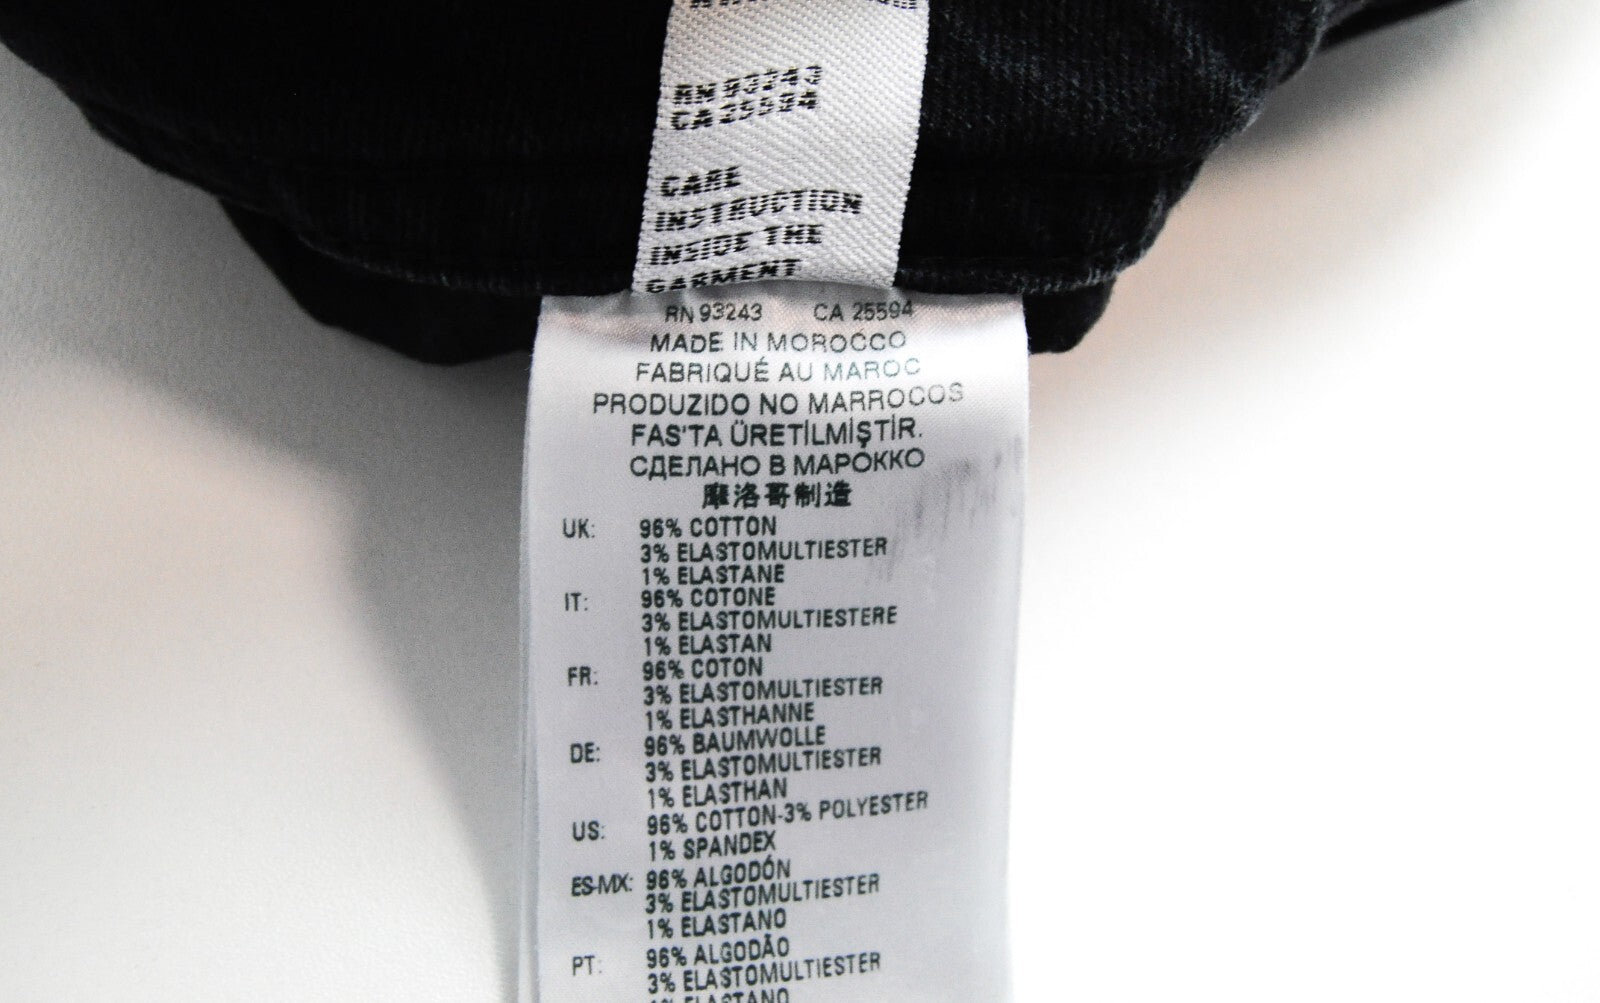 RN 93243
CA 25594
CARE
INSTRUCTION
INSIDE THE
GARMENT
RN 93243 CA 25594
MADE IN MOROCCO
FABRIQUÉ AU MAROC
PRODUZIDO NO MARROCOS
FAS'TA ÜRETİLMİŞTİR.
СДЕЛАНО В МАРОККО
摩洛哥制造
UK: 96% COTTON
3% ELASTOMULTIESTER
1% ELASTANE
IT: 96% COTONE
3% ELASTOMULTIESTERE
1% ELASTAN
FR: 96% COTON
3% ELASTOMULTIESTER
1% ELASTHANNE
DE: 96% BAUMWOLLE
3% ELASTOMULTIESTER
1% ELASTHAN
US: 96% COTTON-3% POLYESTER
1% SPANDEX
ES-MX: 96% ALGODÓN
3% ELASTOMULTIESTER
1% ELASTANO
PT: 96% ALGODÃO
3% ELASTOMULTIESTER
1% ELASTANO